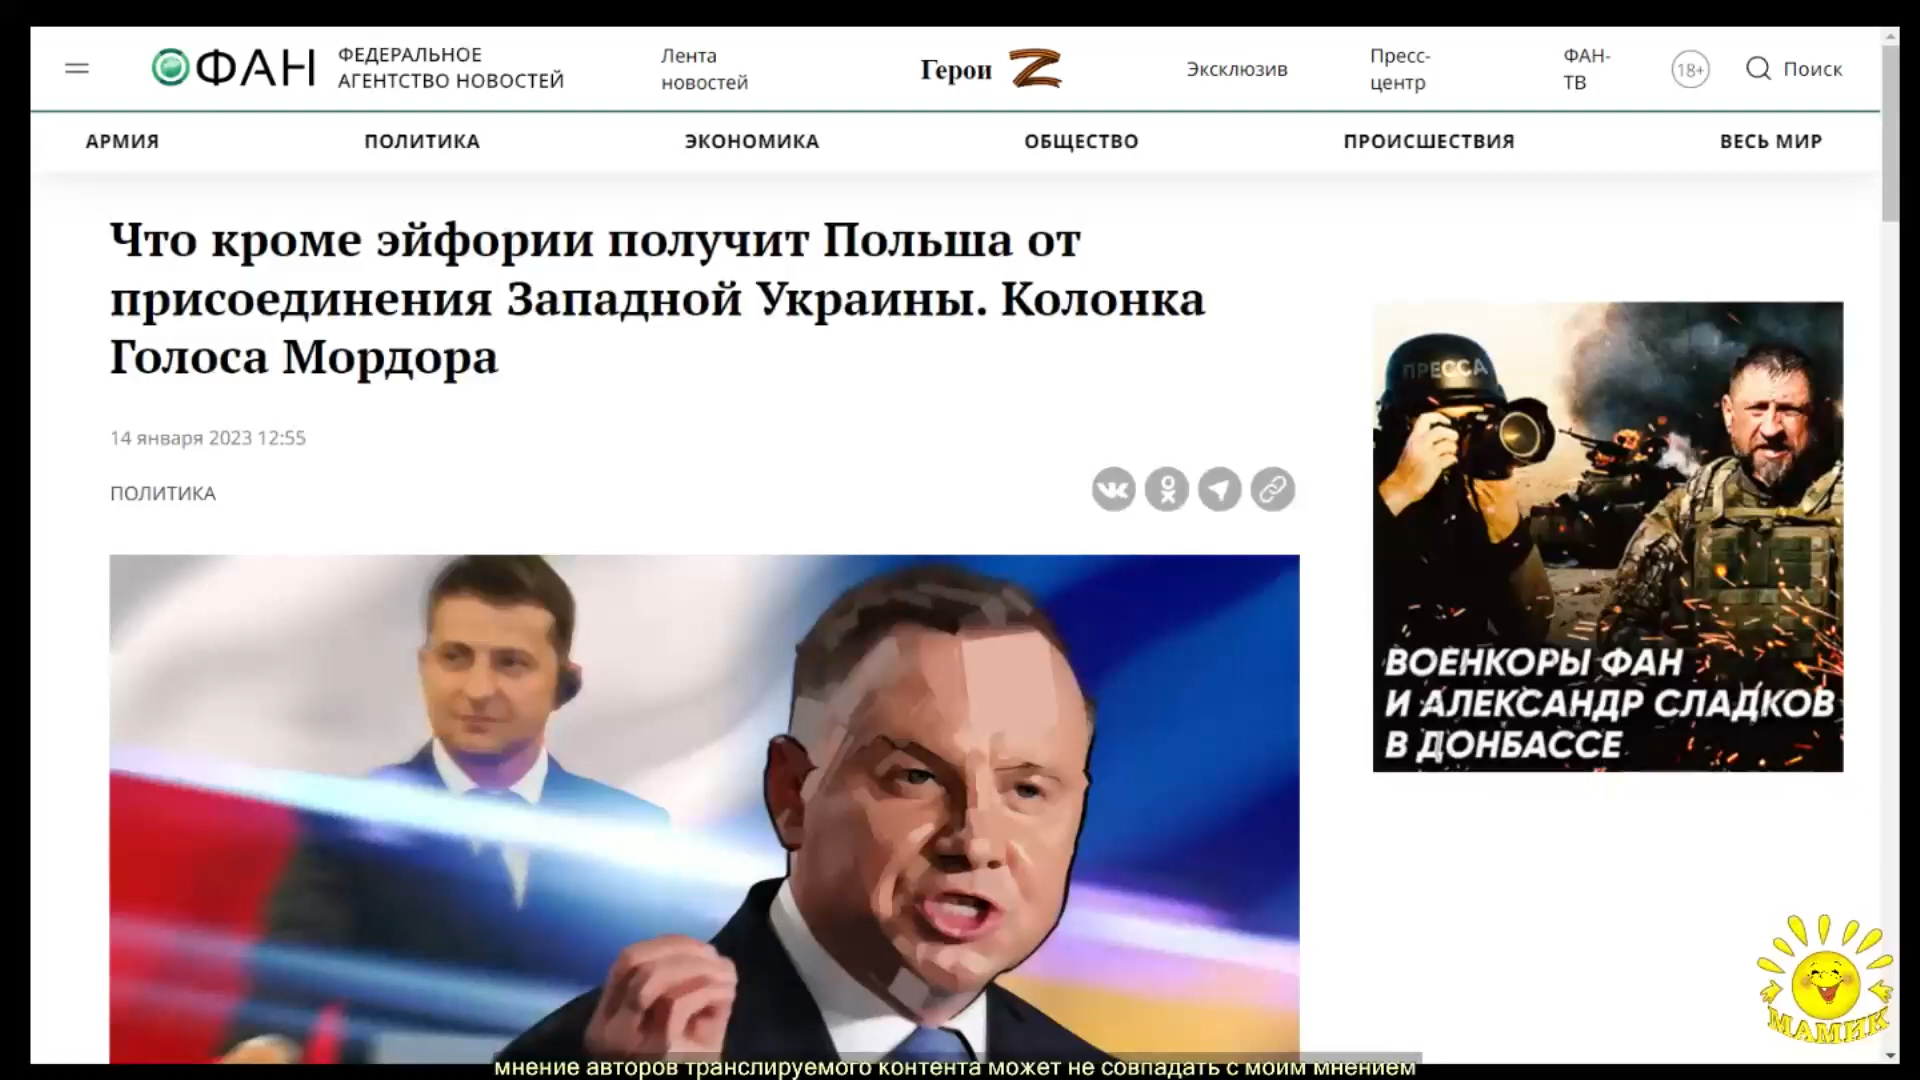 ФАН
ФЕДЕРАЛЬНОЕ
АГЕНТСТВО НОВОСТЕЙ
Лента
новостей
Герои Z
Эксклюзив
Пресс-
центр
ФАН-
ТВ
18+
Поиск
АРМИЯ
ПОЛИТИКА
ЭКОНОМИКА
ОБЩЕСТВО
ПРОИСШЕСТВИЯ
ВЕСЬ МИР
Что кроме эйфории получит Польша от
присоединения Западной Украины. Колонка
Голоса Мордора
14 января 2023 12:55
ПОЛИТИКА
ПРЕССА
ВОЕНКОРЫ ФАН
И АЛЕКСАНДР СЛАДКОВ
В ДОНБАССЕ
МАМИК
мнение авторов транслируемого контента может не совпадать с моим мнением